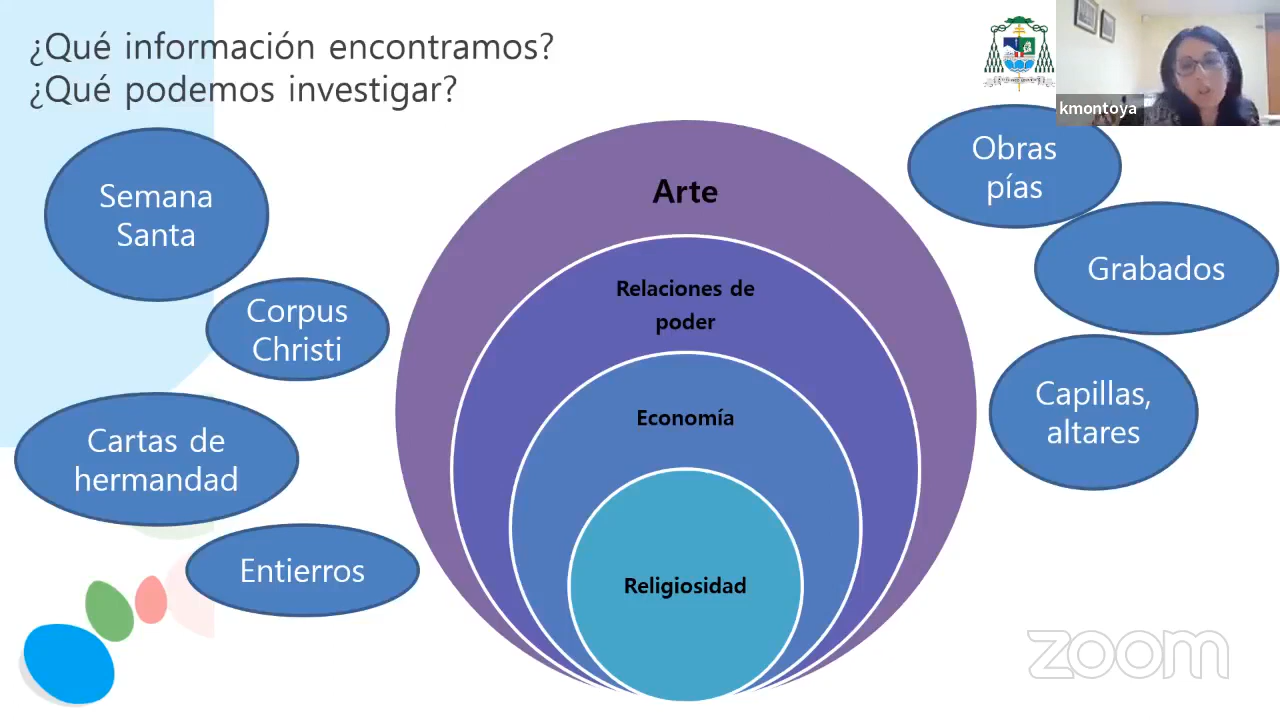 ¿Qué información encontramos?
¿Qué podemos investigar?
kmontoya
Semana
Santa
Corpus
Christi
Cartas de
hermandad
Entierros
Arte
Relaciones de
poder
Economía
Religiosidad
Obras
pías
Grabados
Capillas,
altares
zoom